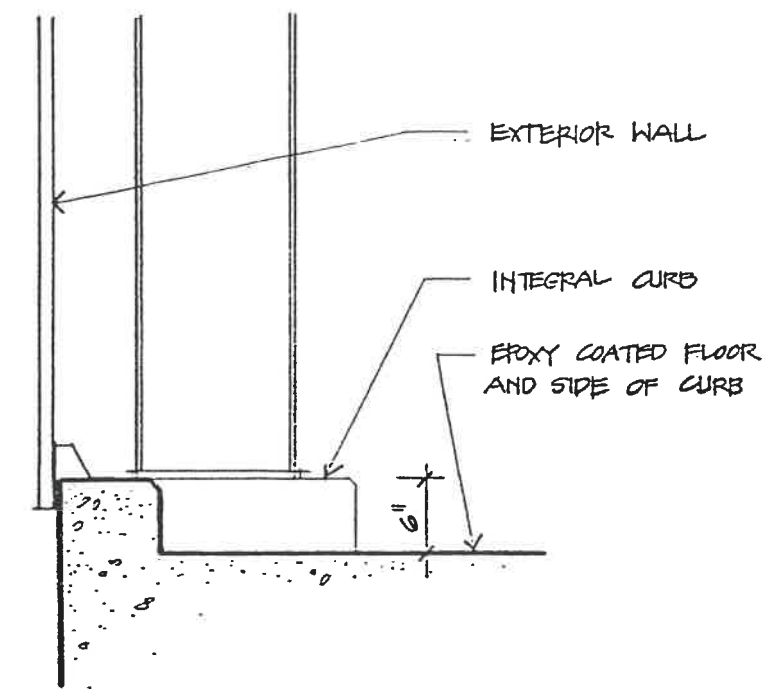 EXTERIOR WALL
INTEGRAL CURB
EPOXY COATED FLOOR
AND SIDE OF CURB
6"